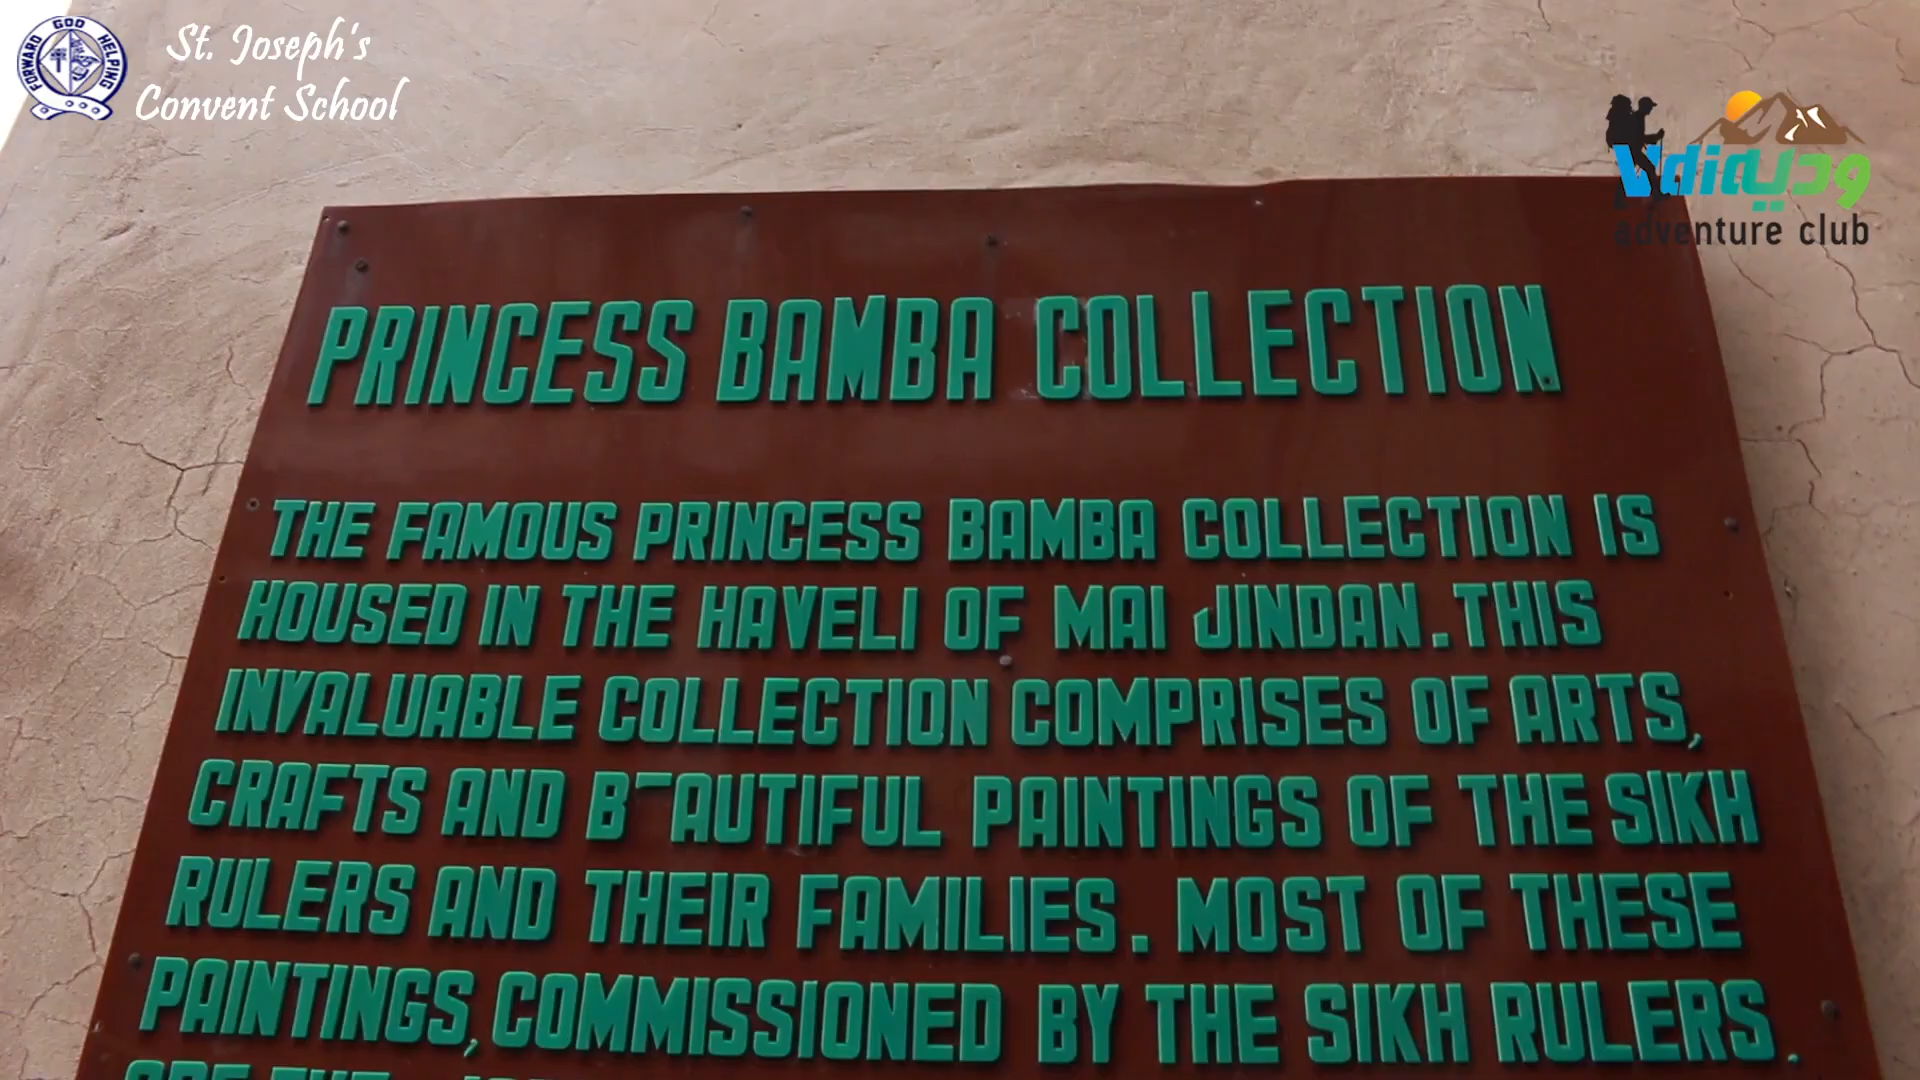 FORWARD GOD HELPING
St. Joseph's
Convent School
Vdia وديه
adventure club
PRINCESS BAMBA COLLECTION
THE FAMOUS PRINCESS BAMBA COLLECTION IS
HOUSED IN THE HAVELI OF MAI JINDAN. THIS
INVALUABLE COLLECTION COMPRISES OF ARTS,
CRAFTS AND B AUTIFUL PAINTINGS OF THE SIKH
RULERS AND THEIR FAMILIES. MOST OF THESE
PAINTINGS, COMMISSIONED BY THE SIKH RULERS.